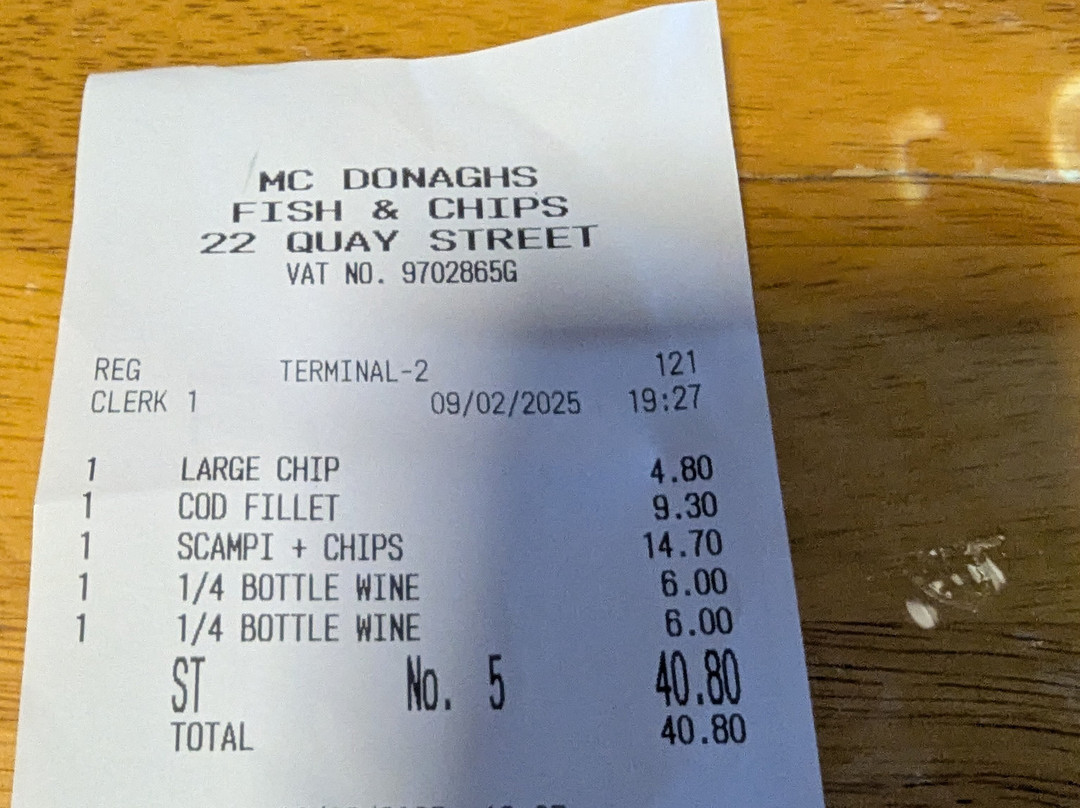 MC DONAGHS
FISH & CHIPS
22 QUAY STREET
VAT NO. 9702865G
REG TERMINAL-2 121
CLERK 1 09/02/2025 19:27
1 LARGE CHIP 4.80
1 COD FILLET 9.30
1 SCAMPI + CHIPS 14.70
1 1/4 BOTTLE WINE 6.00
1 1/4 BOTTLE WINE 6.00
ST No. 5 40.80
TOTAL 40.80